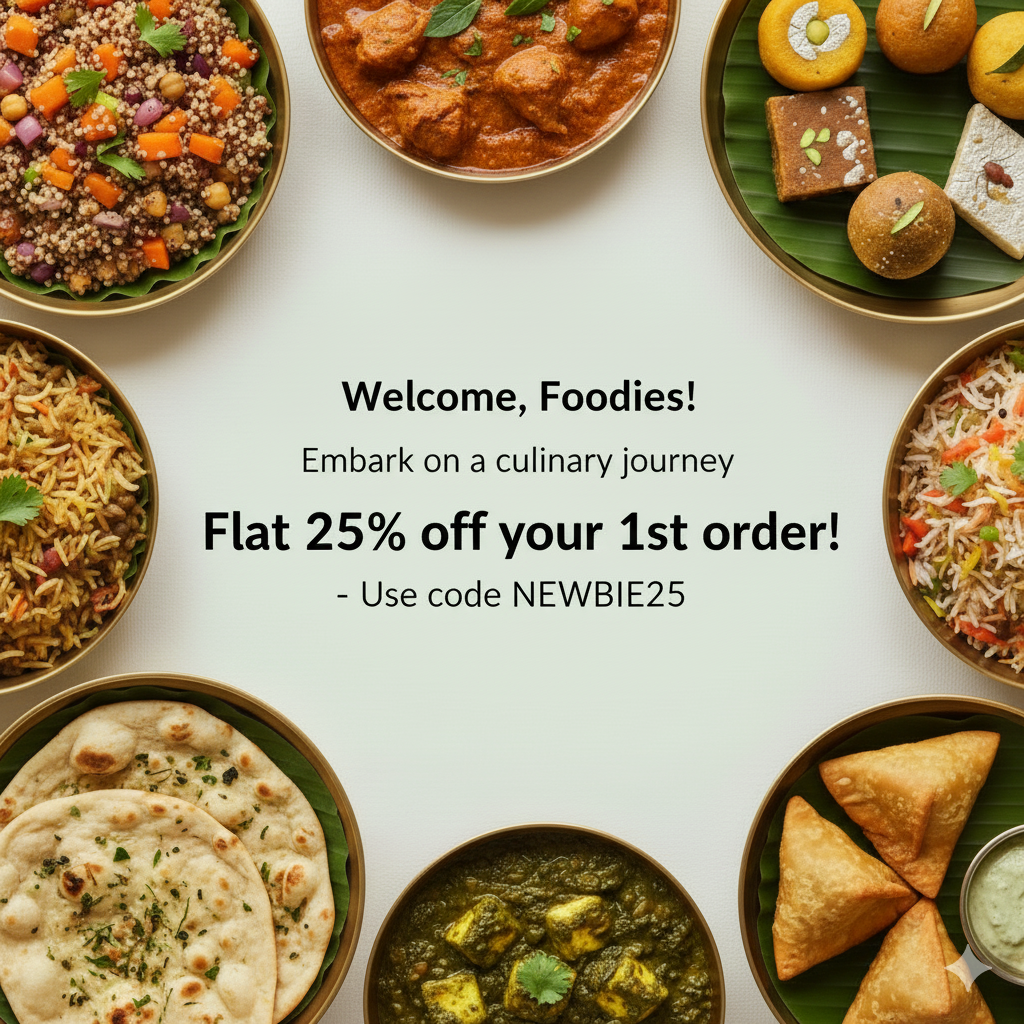 Welcome, Foodies!
Embark on a culinary journey
Flat 25% off your 1st order!
- Use code NEWBIE25